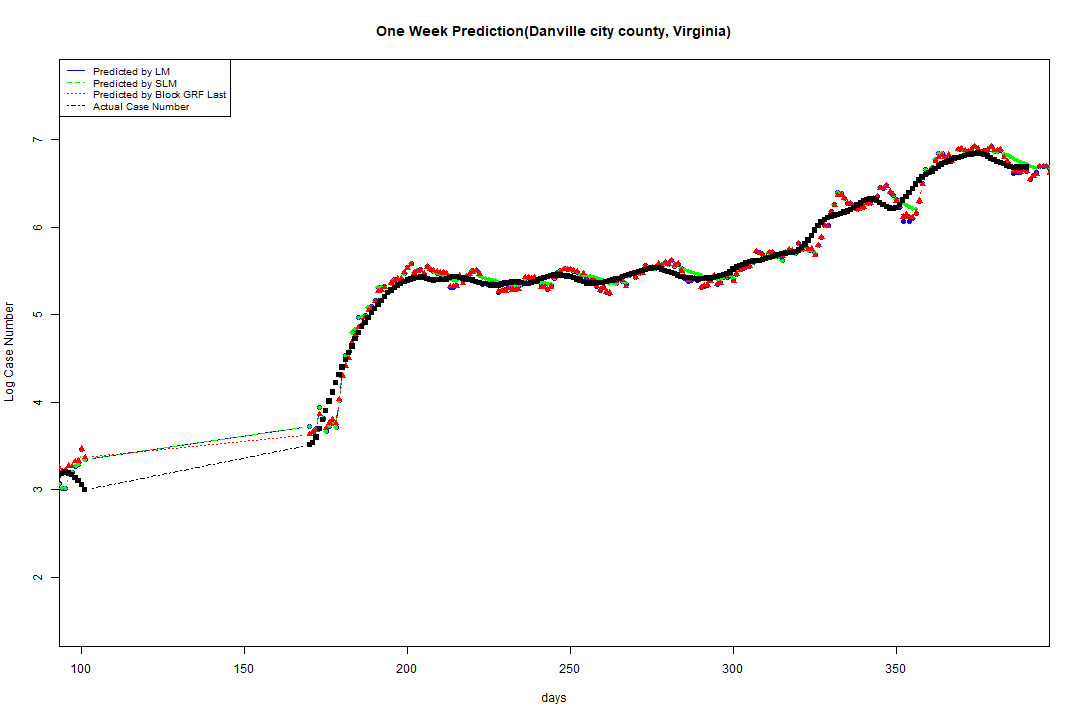 One Week Prediction(Danville city county, Virginia)
Predicted by LM
Predicted by SLM
Predicted by Block GRF Last
Actual Case Number
7
6
5
4
3
2
Log Case Number
100 150 200 250 300 350
days